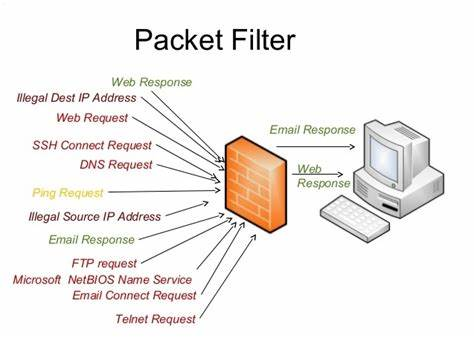 Packet Filter
Web Response
Illegal Dest IP Address
Web Request
SSH Connect Request
DNS Request
Ping Request
Illegal Source IP Address
Email Response
FTP request
Microsoft NetBIOS Name Service
Email Connect Request
Telnet Request
Email Response
Web
Response